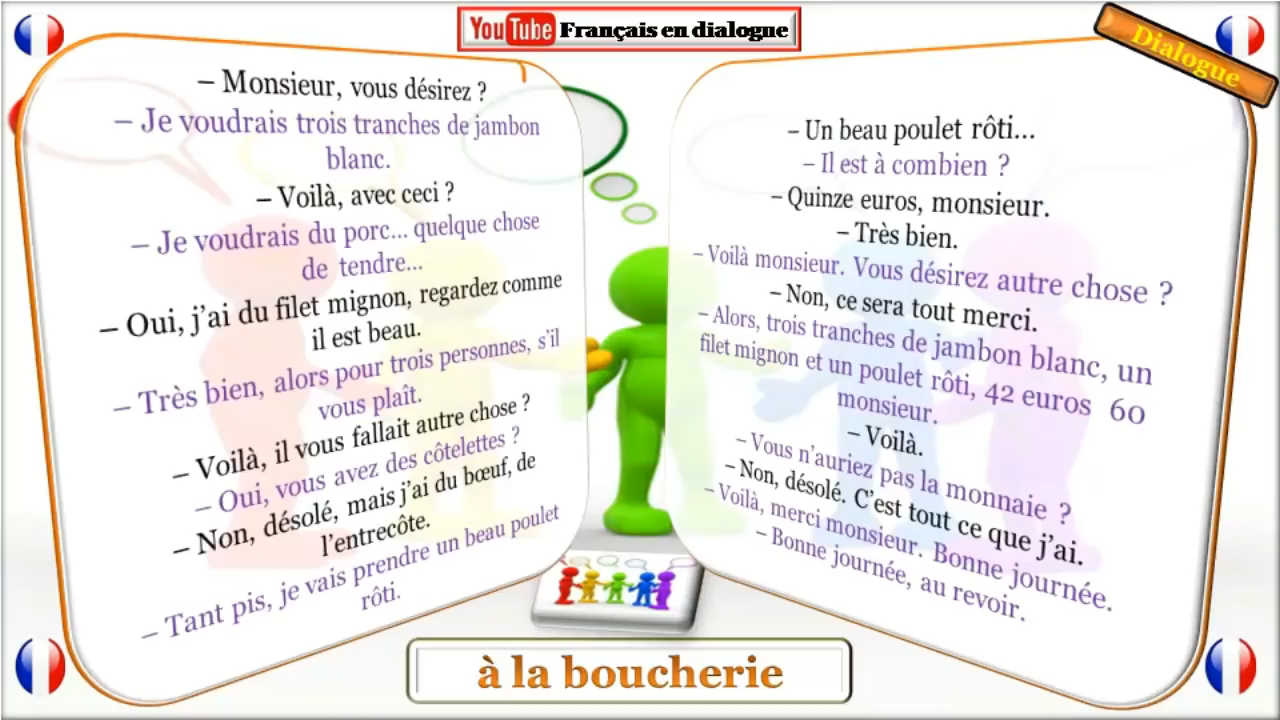 YouTube Français en dialogue
Dialogue
– Monsieur, vous désirez ?
– Je voudrais trois tranches de jambon
blanc.
– Voilà, avec ceci ?
– Je voudrais du porc... quelque chose
de tendre...
– Oui, j'ai du filet mignon, regardez comme
il est beau.
– Très bien, alors pour trois personnes, s'il
vous plaît.
– Voilà, il vous fallait autre chose ?
– Oui, vous avez des côtelettes ?
– Non, désolé, mais j'ai du bœuf, de
l'entrecôte.
– Tant pis, je vais prendre un beau poulet
rôti.
– Un beau poulet rôti...
– Il est à combien ?
– Quinze euros, monsieur.
– Très bien.
– Voilà monsieur. Vous désirez autre chose ?
– Non, ce sera tout merci.
– Alors, trois tranches de jambon blanc, un
filet mignon et un poulet rôti, 42 euros 60
monsieur.
– Voilà.
– Vous n'auriez pas la monnaie ?
– Non, désolé. C'est tout ce que j'ai.
– Voilà, merci monsieur. Bonne journée.
– Bonne journée, au revoir.
à la boucherie